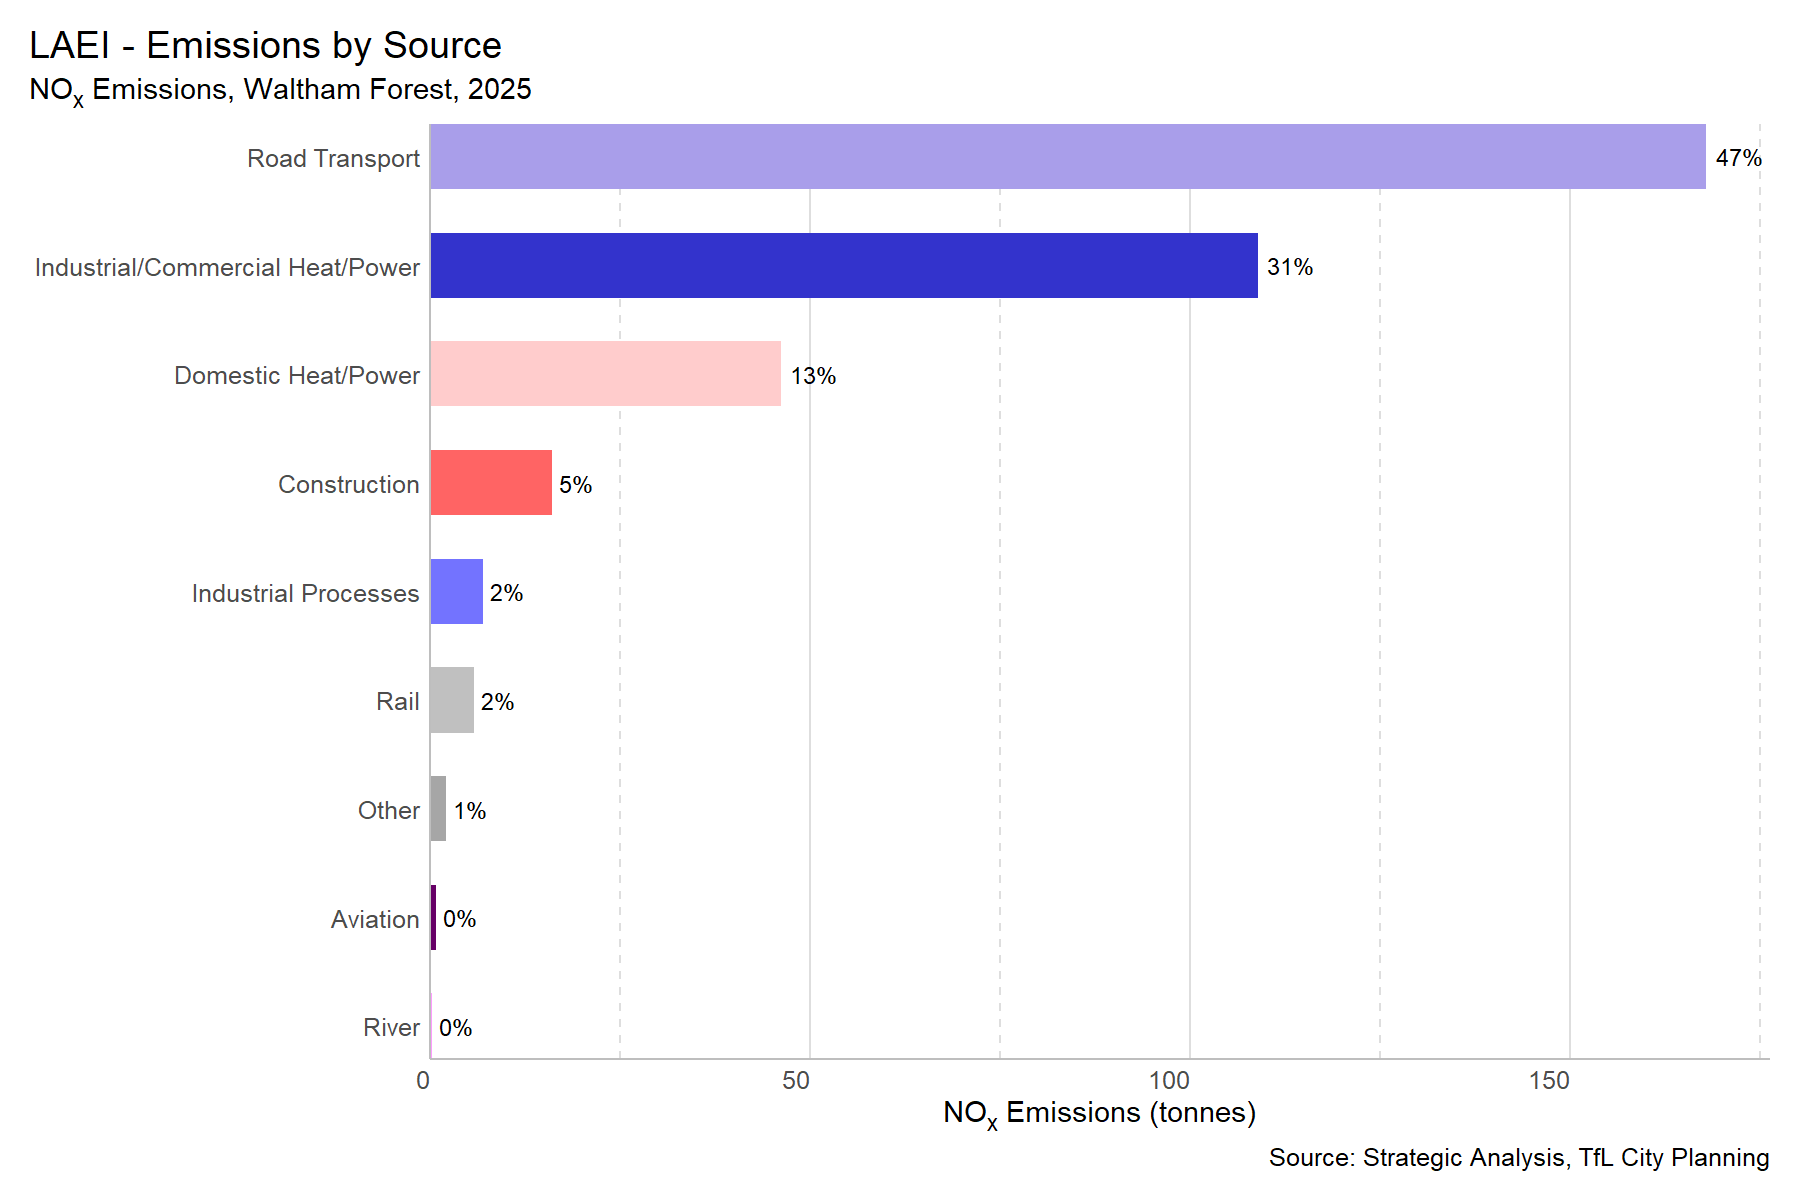 LAEI - Emissions by Source
NOx Emissions, Waltham Forest, 2025
Road Transport 47%
Industrial/Commercial Heat/Power 31%
Domestic Heat/Power 13%
Construction 5%
Industrial Processes 2%
Rail 2%
Other 1%
Aviation 0%
River 0%
0 50 100 150
NOx Emissions (tonnes)
Source: Strategic Analysis, TfL City Planning